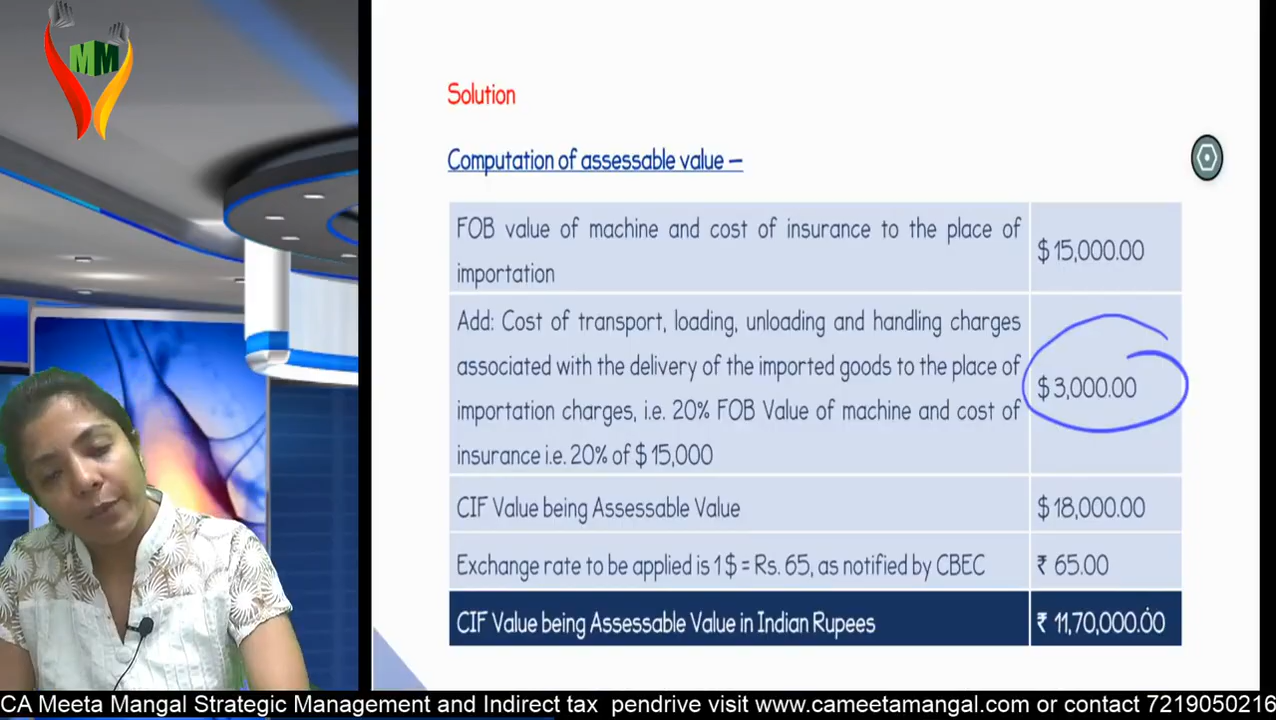 MM
Solution
Computation of assessable value –
FOB value of machine and cost of insurance to the place of
importation
$ 15,000.00
Add: Cost of transport, loading, unloading and handling charges
associated with the delivery of the imported goods to the place of
importation charges, i.e. 20% FOB Value of machine and cost of
insurance i.e. 20% of $ 15,000
$ 3,000.00
CIF Value being Assessable Value
$ 18,000.00
Exchange rate to be applied is 1 $ = Rs. 65, as notified by CBEC
₹ 65.00
CIF Value being Assessable Value in Indian Rupees
₹ 11,70,000.00
CA Meeta Mangal Strategic Management and Indirect tax pendrive visit www.cameetamangal.com or contact 7219050216